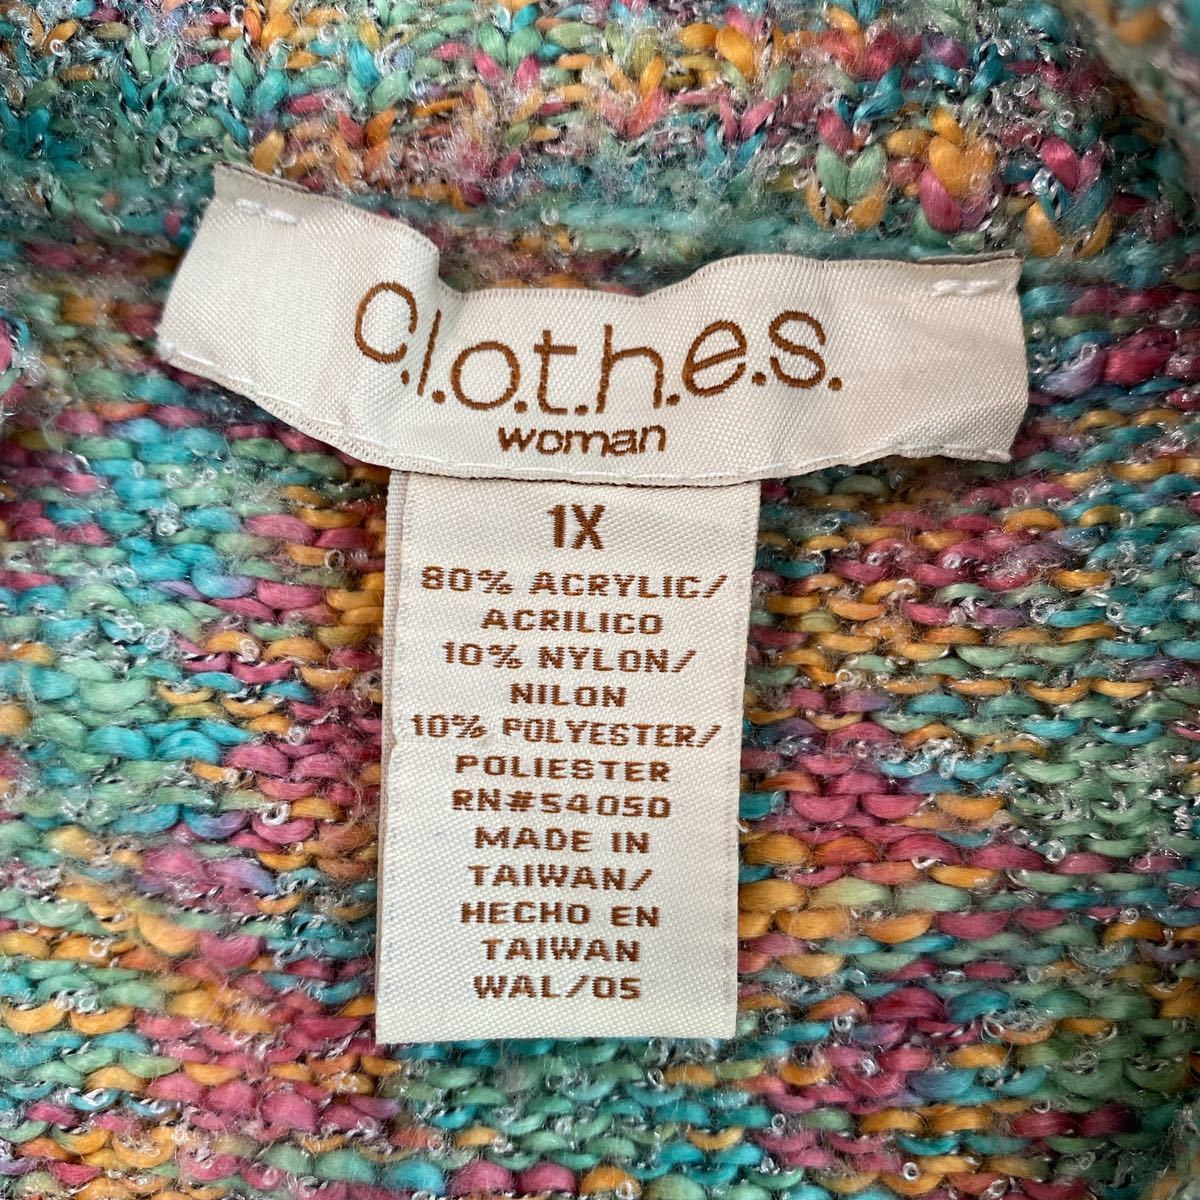 c.l.o.t.h.e.s.
woman
1X
80% ACRYLIC/
ACRILICO
10% NYLON/
NILON
10% POLYESTER/
POLIESTER
RN#54050
MADE IN
TAIWAN/
HECHO EN
TAIWAN
WAL/05